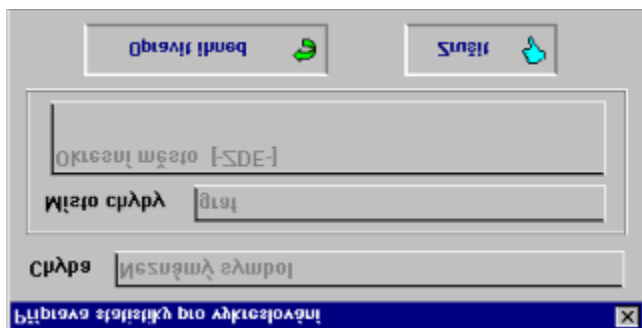 Příprava statistiky pro vykreslování
Chyba Neznámý symbol
Místo chyby graf
Okresní město [-ZDE-]
Opravit ihned Zrušit